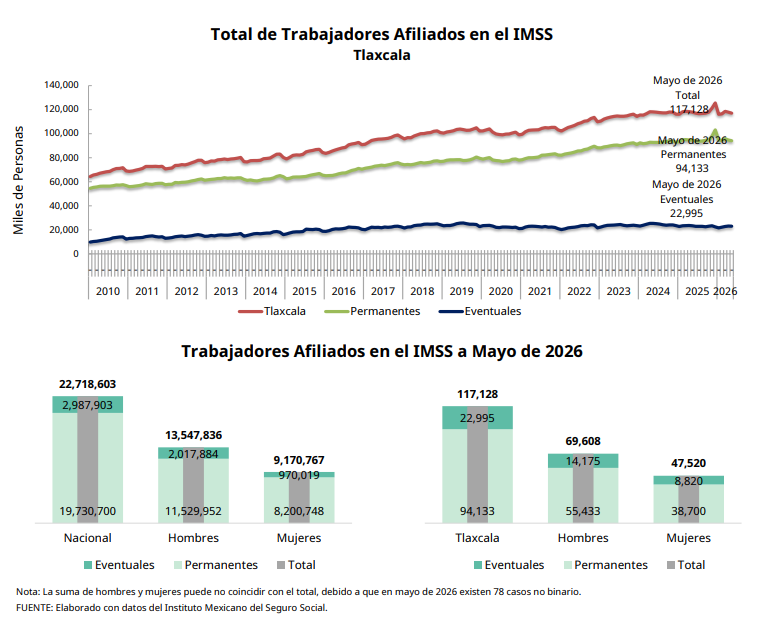 Total de Trabajadores Afiliados en el IMSS
Tlaxcala
Miles de Personas
140,000
120,000
100,000
80,000
60,000
40,000
20,000
0
Mayo de 2026
Total
117,128
Mayo de 2026
Permanentes
94,133
Mayo de 2026
Eventuales
22,995
2010 2011 2012 2013 2014 2015 2016 2017 2018 2019 2020 2021 2022 2023 2024 2025 2026
Tlaxcala Permanentes Eventuales
Trabajadores Afiliados en el IMSS a Mayo de 2026
22,718,603
2,987,903
19,730,700
13,547,836
2,017,884
11,529,952
9,170,767
970,019
8,200,748
Nacional Hombres Mujeres
Eventuales Permanentes Total
117,128
22,995
94,133
69,608
14,175
55,433
47,520
8,820
38,700
Tlaxcala Hombres Mujeres
Eventuales Permanentes Total
Nota: La suma de hombres y mujeres puede no coincidir con el total, debido a que en mayo de 2026 existen 78 casos no binario.
FUENTE: Elaborado con datos del Instituto Mexicano del Seguro Social.